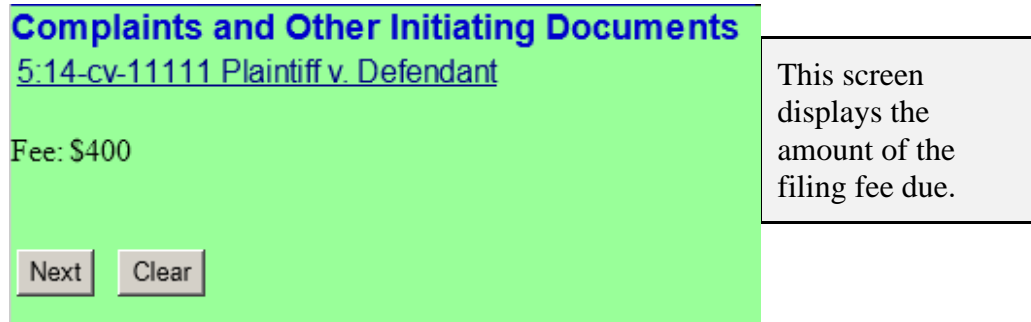 Complaints and Other Initiating Documents
5:14-cv-11111 Plaintiff v. Defendant
Fee: $400
Next Clear
This screen
displays the
amount of the
filing fee due.